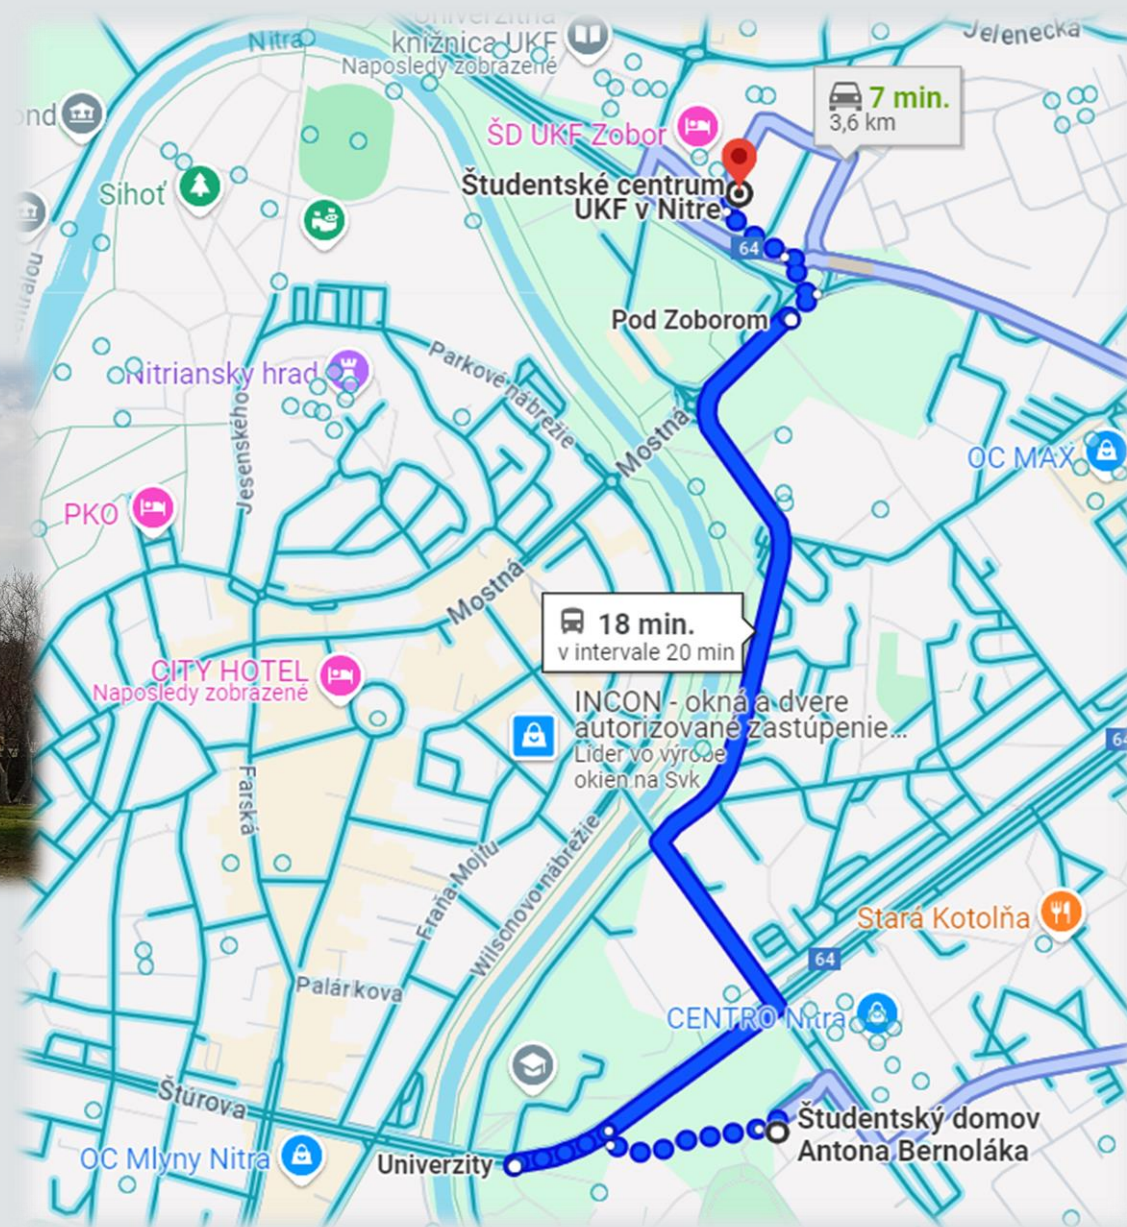 Univerzitná
knižnica UKF
Naposledy zobrazené
Nitra
Jelenecká
7 min.
3,6 km
ŠD UKF Zobor
Sihoť
Študentské centrum
UKF v Nitre
64
Pod Zoborom
Parkové nábrežie
Nitriansky hrad
Jesenského
Mostná
OC MAX
PKO
Mostná
18 min.
v intervale 20 min
CITY HOTEL
Naposledy zobrazené
INCON - okná a dvere
autorizované zastúpenie...
Líder vo výrobe
okien na Svk
64
Farská
Fraňa Mojtu
Wilsonovo nábrežie
Stará Kotolňa
64
Palárikova
CENTRO Nitra
Štúrova
Študentský domov
Antona Bernoláka
OC Mlyny Nitra
Univerzity